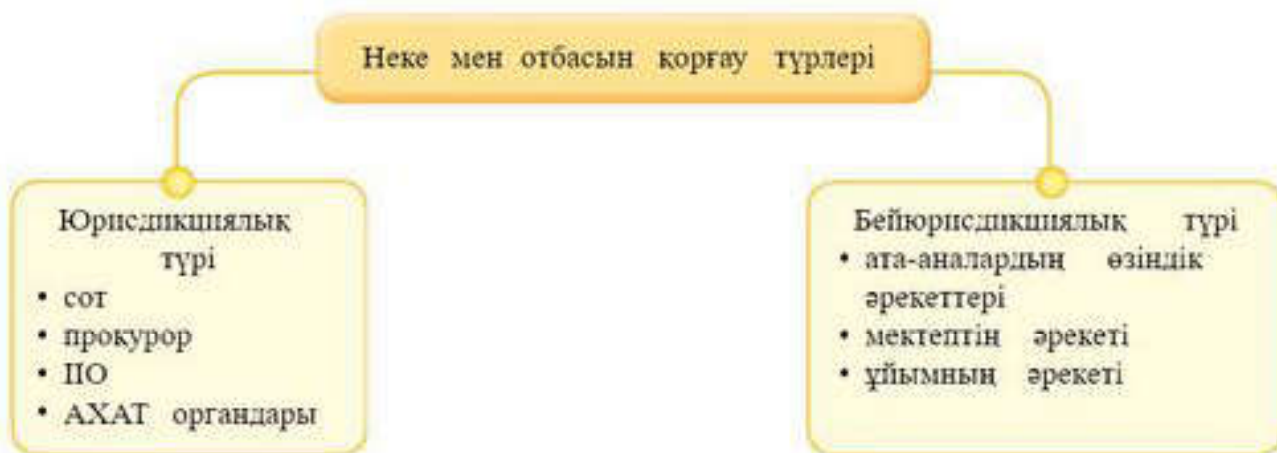 Неке мен отбасын қорғау түрлері
Юрисдикциялық
түрі
• сот
• прокурор
• ІІО
• АХАТ органдары
Бейюрисдикциялық түрі
• ата-аналардың өзіндік
әрекеттері
• мектептің әрекеті
• ұйымның әрекеті